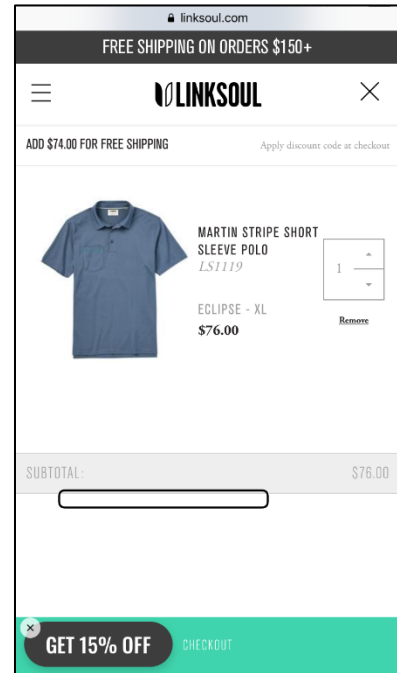 linksoul.com
FREE SHIPPING ON ORDERS $150+
LINKSOUL
ADD $74.00 FOR FREE SHIPPING
Apply discount code at checkout
MARTIN STRIPE SHORT
SLEEVE POLO
LS1119
1
ECLIPSE - XL
$76.00
Remove
SUBTOTAL:
$76.00
GET 15% OFF
CHECKOUT